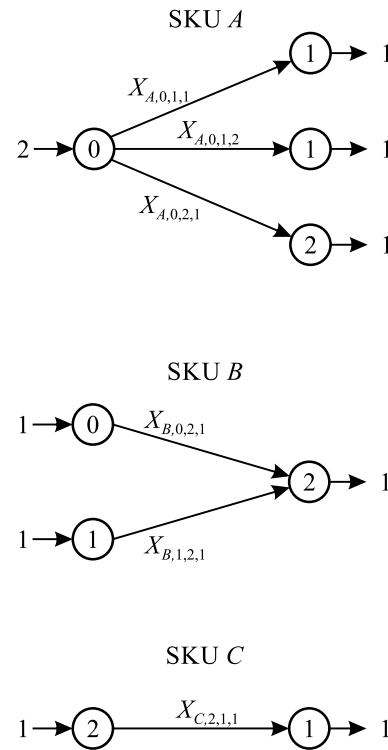 SKU A
1 1
X_{A,0,1,1}
2 0 X_{A,0,1,2} 1 1
X_{A,0,2,1}
2 1
SKU B
1 0 X_{B,0,2,1}
2 1
1 1 X_{B,1,2,1}
SKU C
1 2 X_{C,2,1,1} 1 1